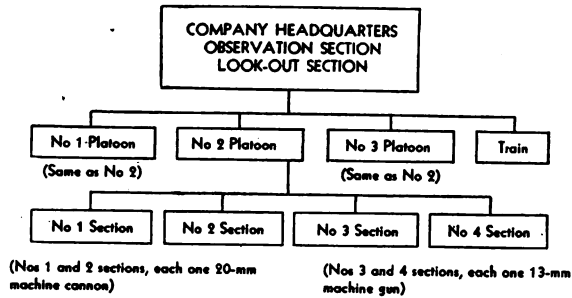 COMPANY HEADQUARTERS
OBSERVATION SECTION
LOOK-OUT SECTION
No 1 Platoon
No 2 Platoon
No 3 Platoon
Train
(Same as No 2)
(Same as No 2)
No 1 Section
No 2 Section
No 3 Section
No 4 Section
(Nos 1 and 2 sections, each one 20-mm
machine cannon)
(Nos 3 and 4 sections, each one 13-mm
machine gun)